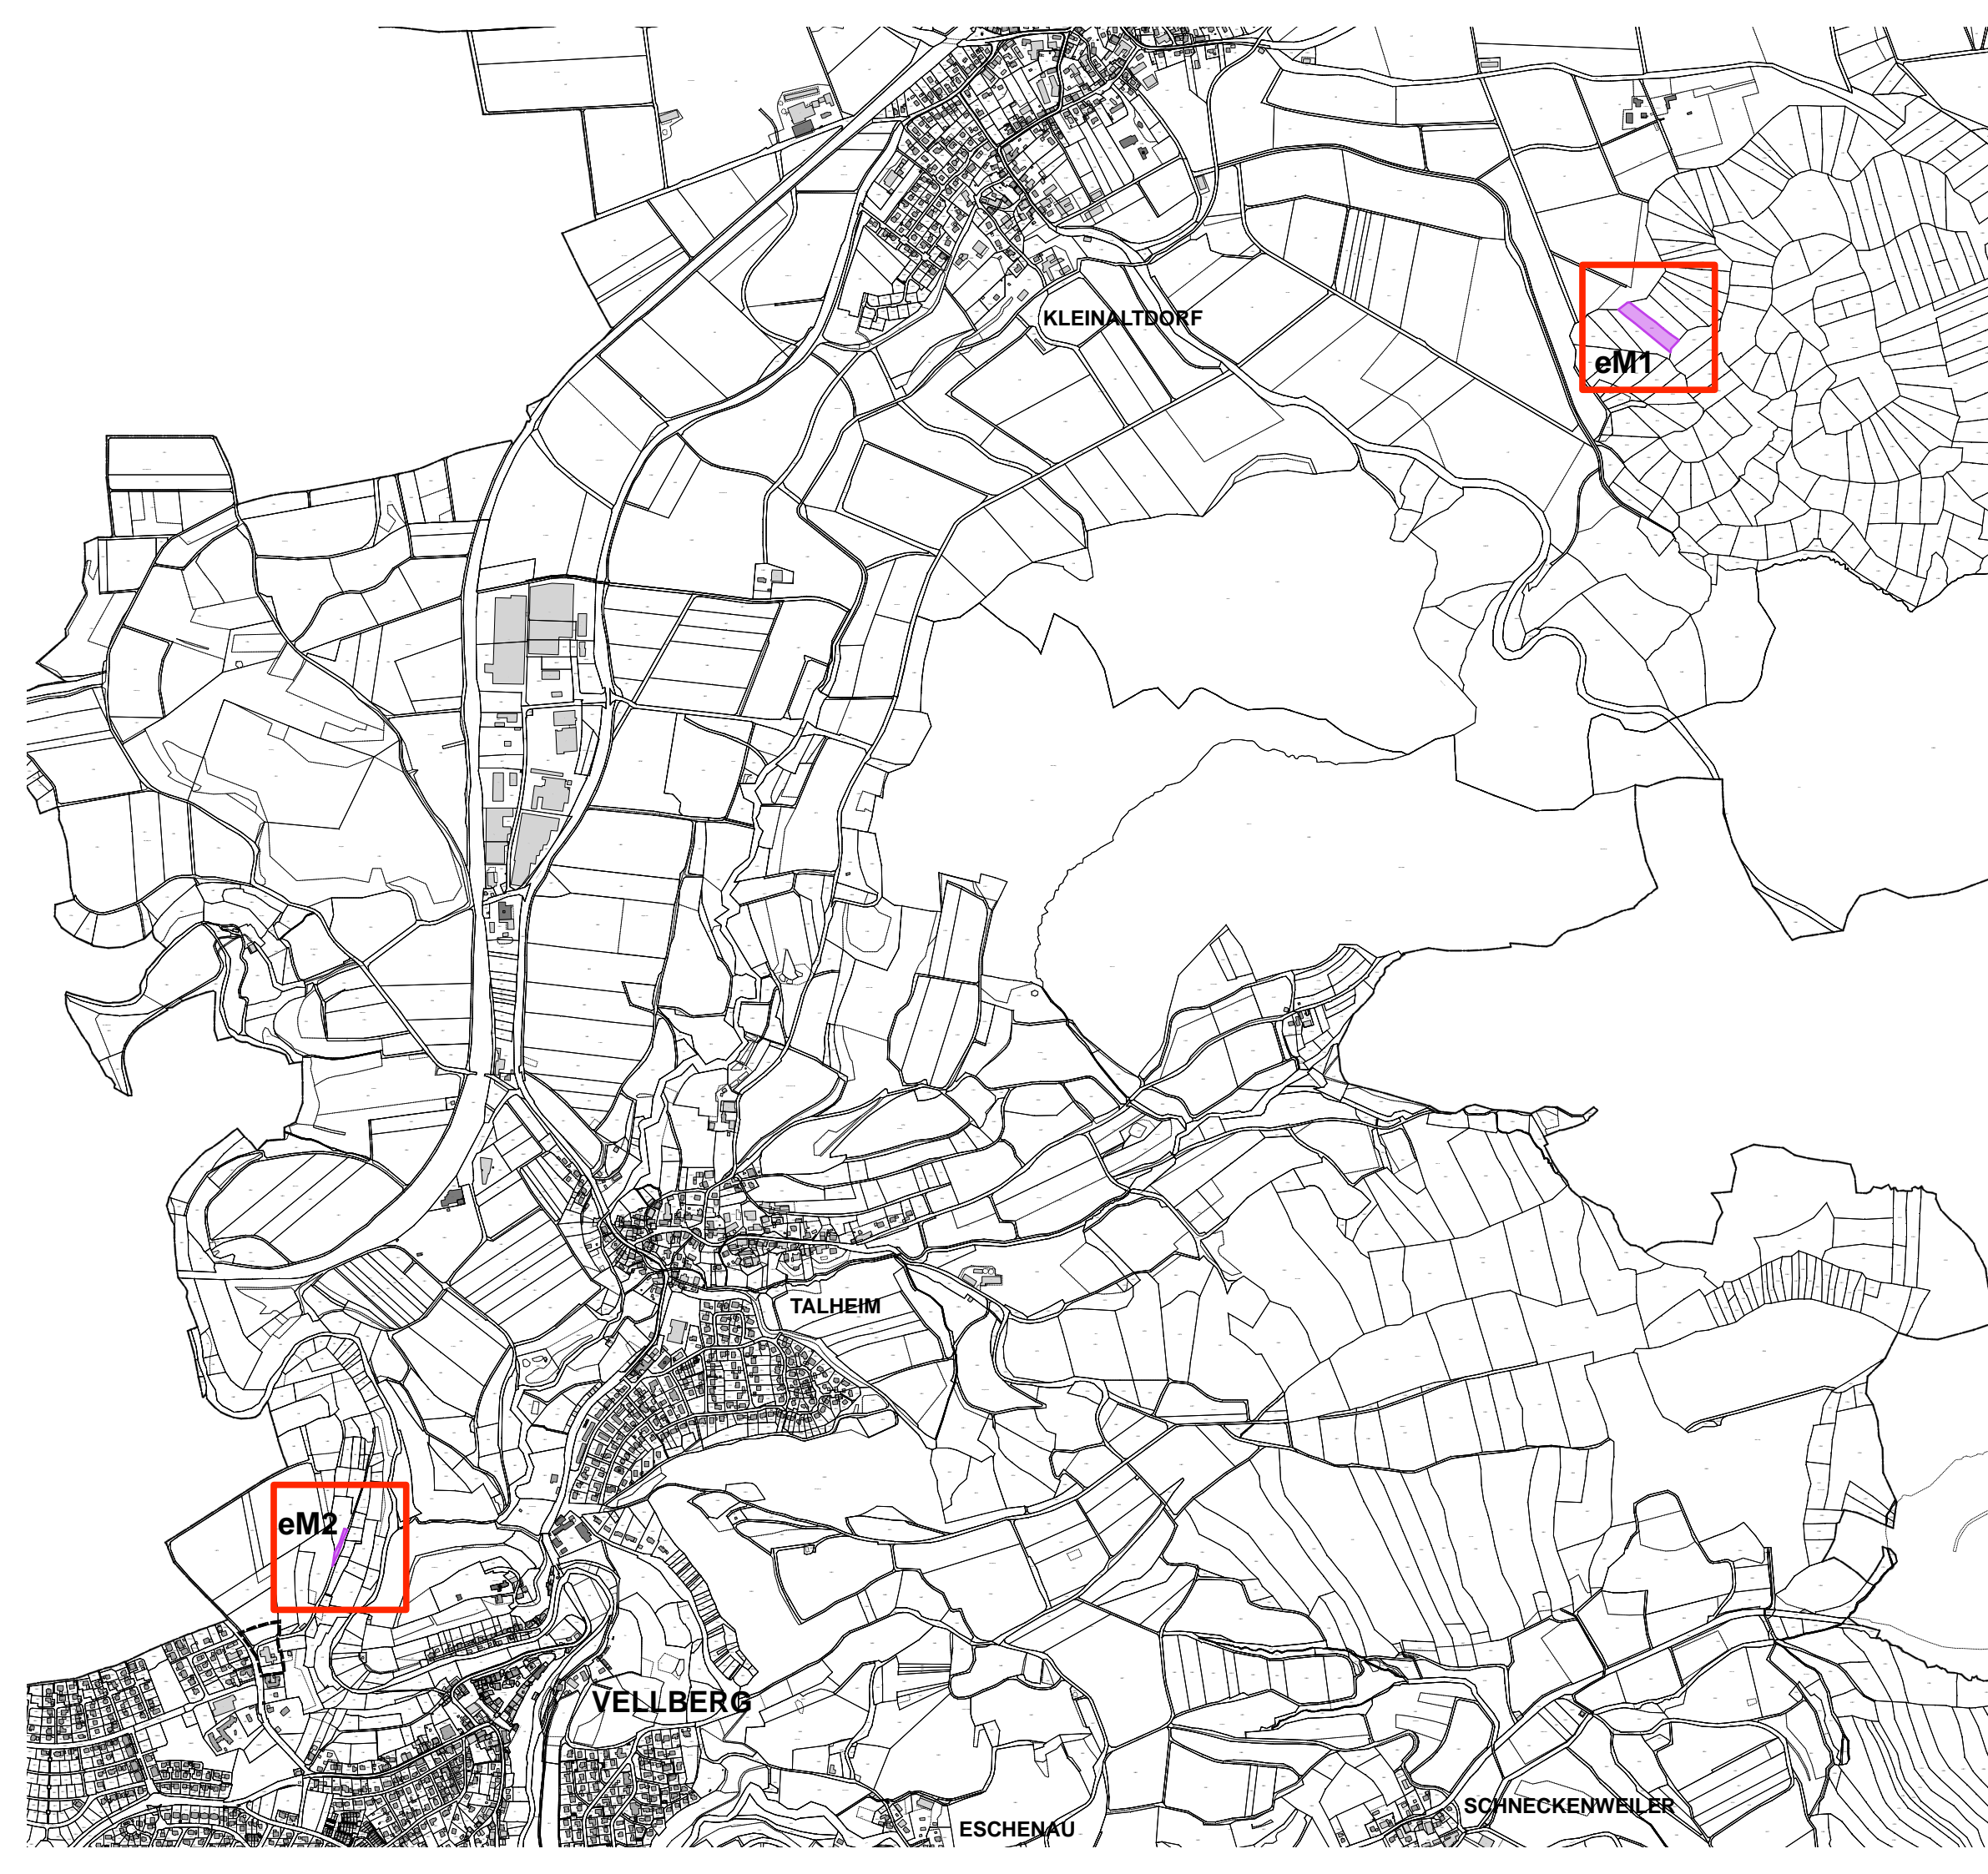 KLEINALTDORF
eM1
TALHEIM
eM2
VELLBERG
SCHNECKENWEILER
ESCHENAU